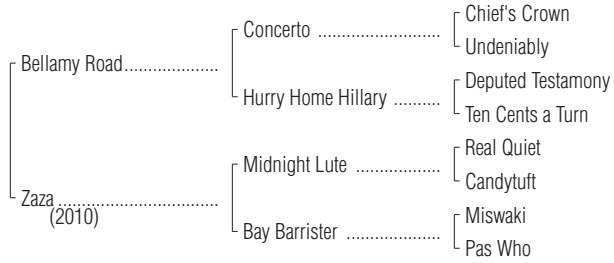 Chief's Crown
Concerto ..............................
Undeniably
Bellamy Road.......................
Deputed Testamony
Hurry Home Hillary ...........
Ten Cents a Turn
Real Quiet
Midnight Lute .....................
Candytuft
Zaza .......................................
(2010)
Miswaki
Bay Barrister .......................
Pas Who